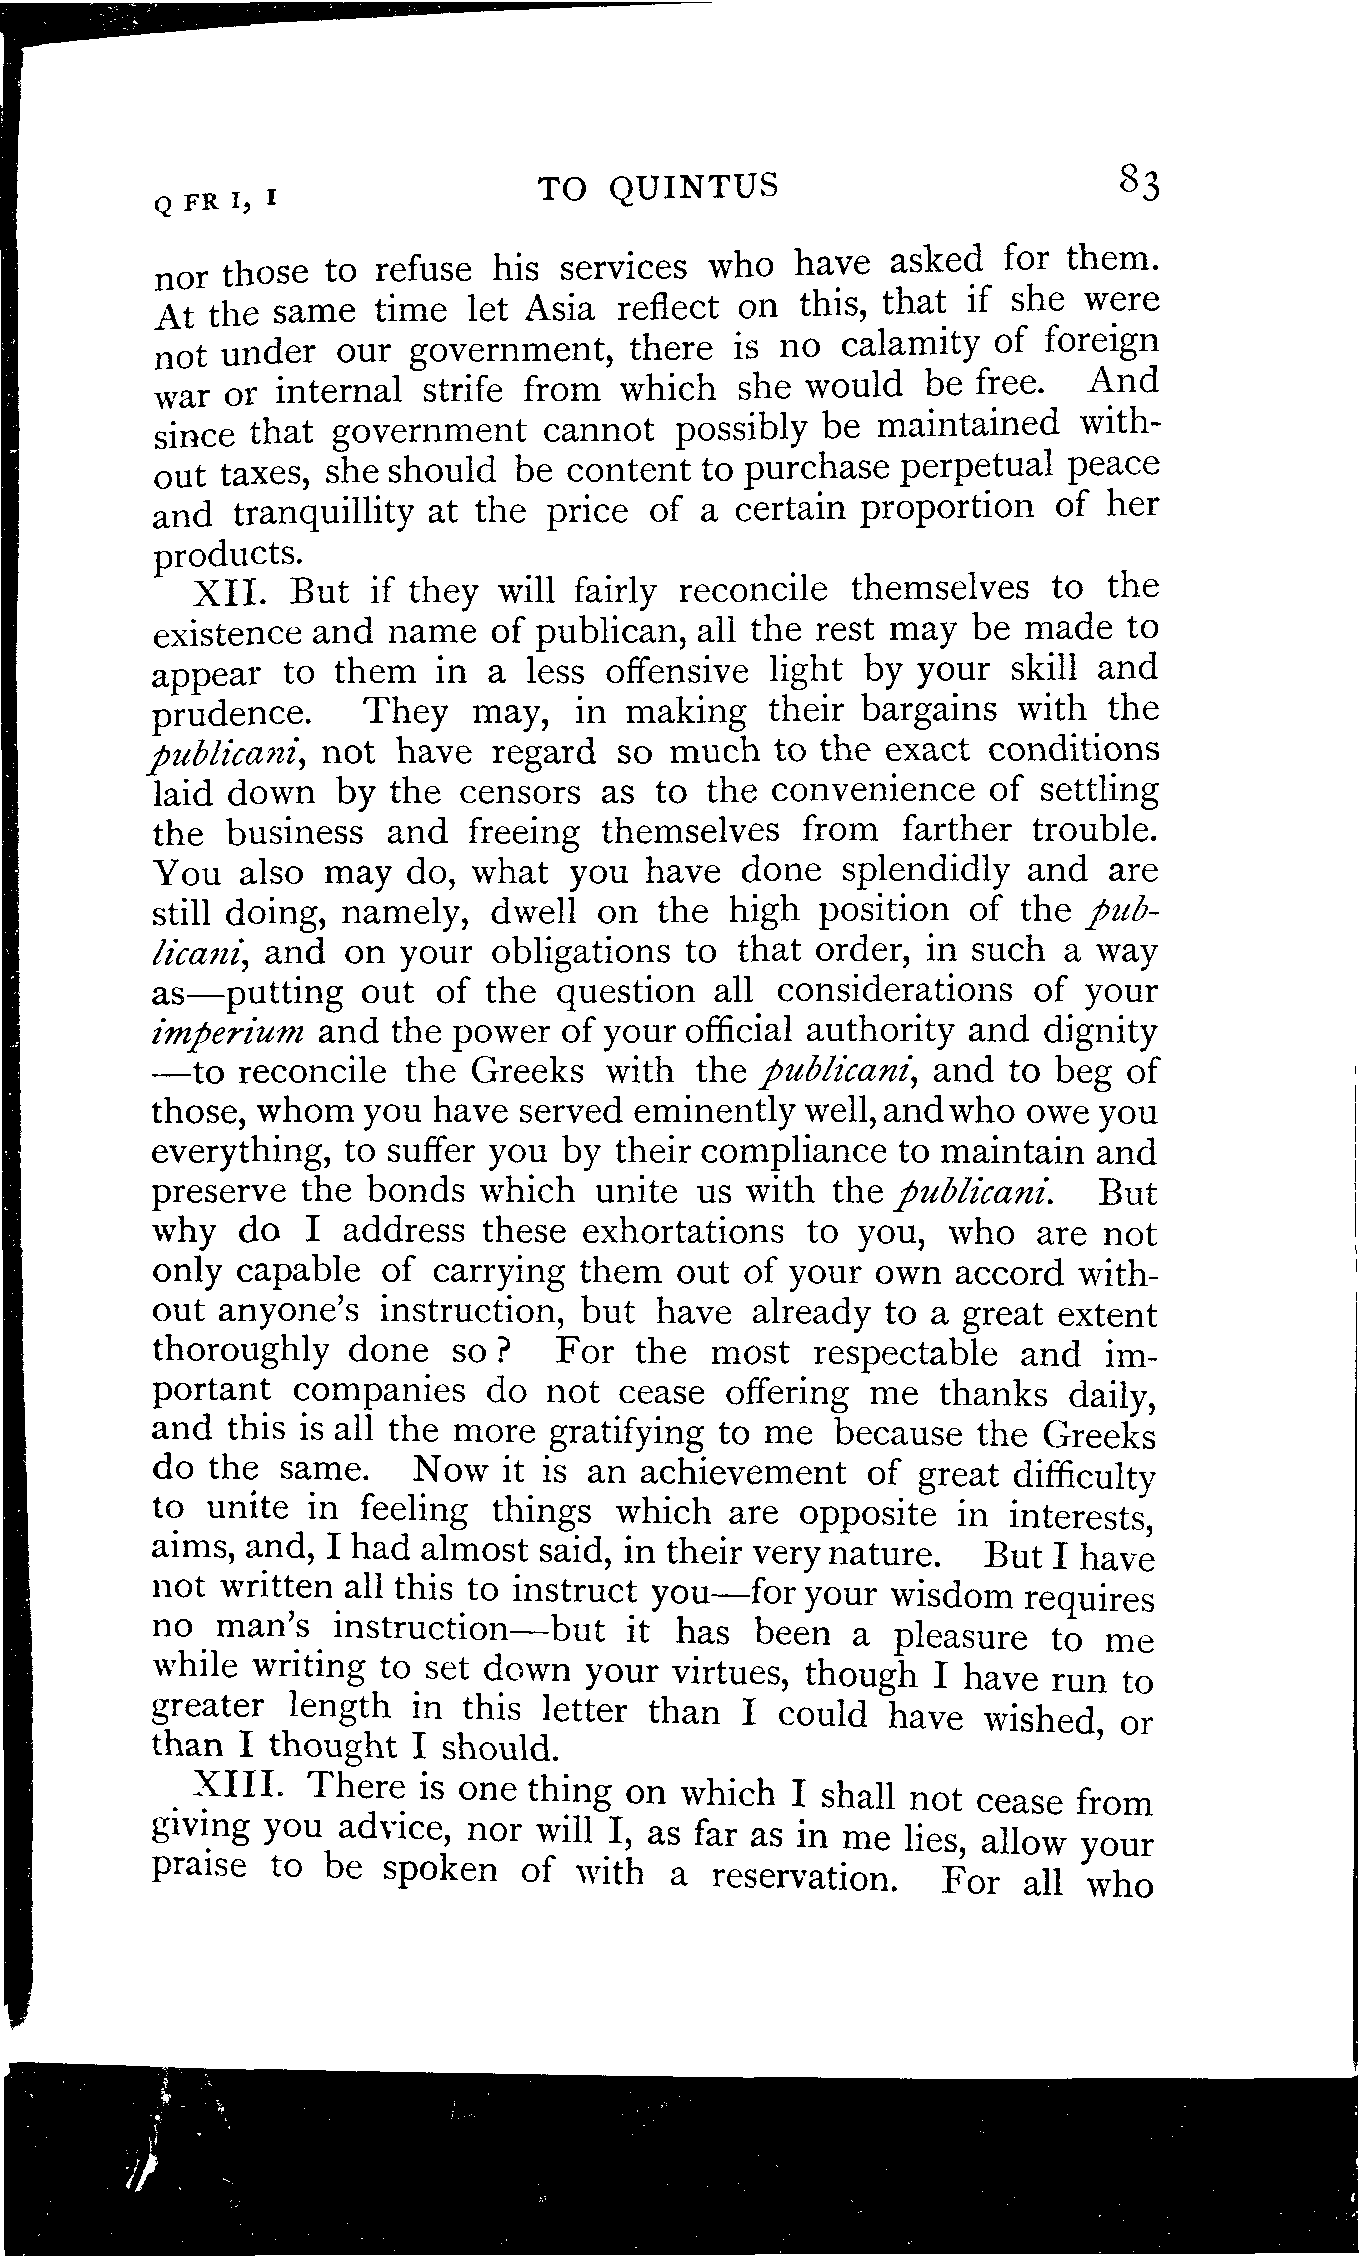 Q FR I, I TO QUINTUS 83
nor those to refuse his services who have asked for them.
At the same time let Asia reflect on this, that if she were
not under our government, there is no calamity of foreign
war or internal strife from which she would be free. And
since that government cannot possibly be maintained with-
out taxes, she should be content to purchase perpetual peace
and tranquillity at the price of a certain proportion of her
products.
XII. But if they will fairly reconcile themselves to the
existence and name of publican, all the rest may be made to
appear to them in a less offensive light by your skill and
prudence. They may, in making their bargains with the
publicani, not have regard so much to the exact conditions
laid down by the censors as to the convenience of settling
the business and freeing themselves from farther trouble.
You also may do, what you have done splendidly and are
still doing, namely, dwell on the high position of the pub-
licani, and on your obligations to that order, in such a way
as—putting out of the question all considerations of your
imperium and the power of your official authority and dignity
—to reconcile the Greeks with the publicani, and to beg of
those, whom you have served eminently well, and who owe you
everything, to suffer you by their compliance to maintain and
preserve the bonds which unite us with the publicani. But
why do I address these exhortations to you, who are not
only capable of carrying them out of your own accord with-
out anyone's instruction, but have already to a great extent
thoroughly done so? For the most respectable and im-
portant companies do not cease offering me thanks daily,
and this is all the more gratifying to me because the Greeks
do the same. Now it is an achievement of great difficulty
to unite in feeling things which are opposite in interests,
aims, and, I had almost said, in their very nature. But I have
not written all this to instruct you—for your wisdom requires
no man's instruction—but it has been a pleasure to me
while writing to set down your virtues, though I have run to
greater length in this letter than I could have wished, or
than I thought I should.
XIII. There is one thing on which I shall not cease from
giving you advice, nor will I, as far as in me lies, allow your
praise to be spoken of with a reservation. For all who